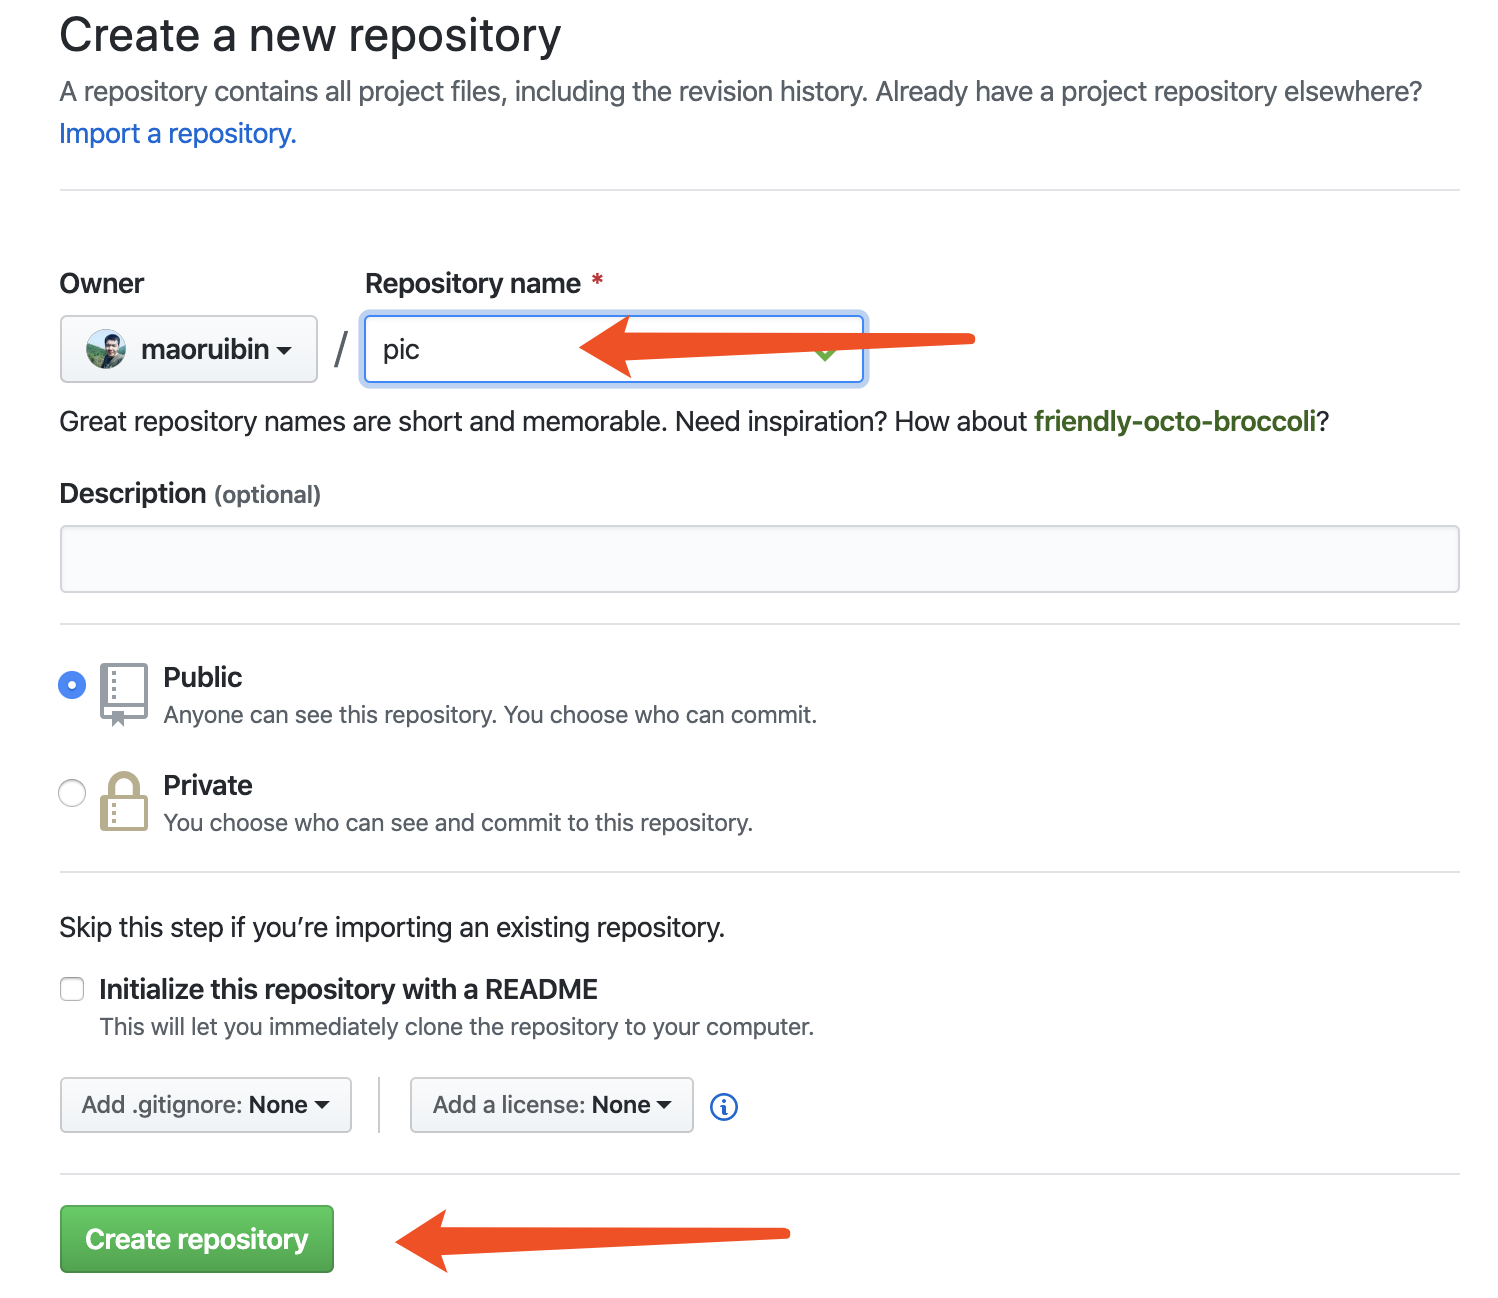 Create a new repository
A repository contains all project files, including the revision history. Already have a project repository elsewhere?
Import a repository.
Owner
Repository name *
maoruibin
/
pic
Great repository names are short and memorable. Need inspiration? How about friendly-octo-broccoli?
Description (optional)
Public
Anyone can see this repository. You choose who can commit.
Private
You choose who can see and commit to this repository.
Skip this step if you’re importing an existing repository.
Initialize this repository with a README
This will let you immediately clone the repository to your computer.
Add .gitignore: None
Add a license: None
Create repository